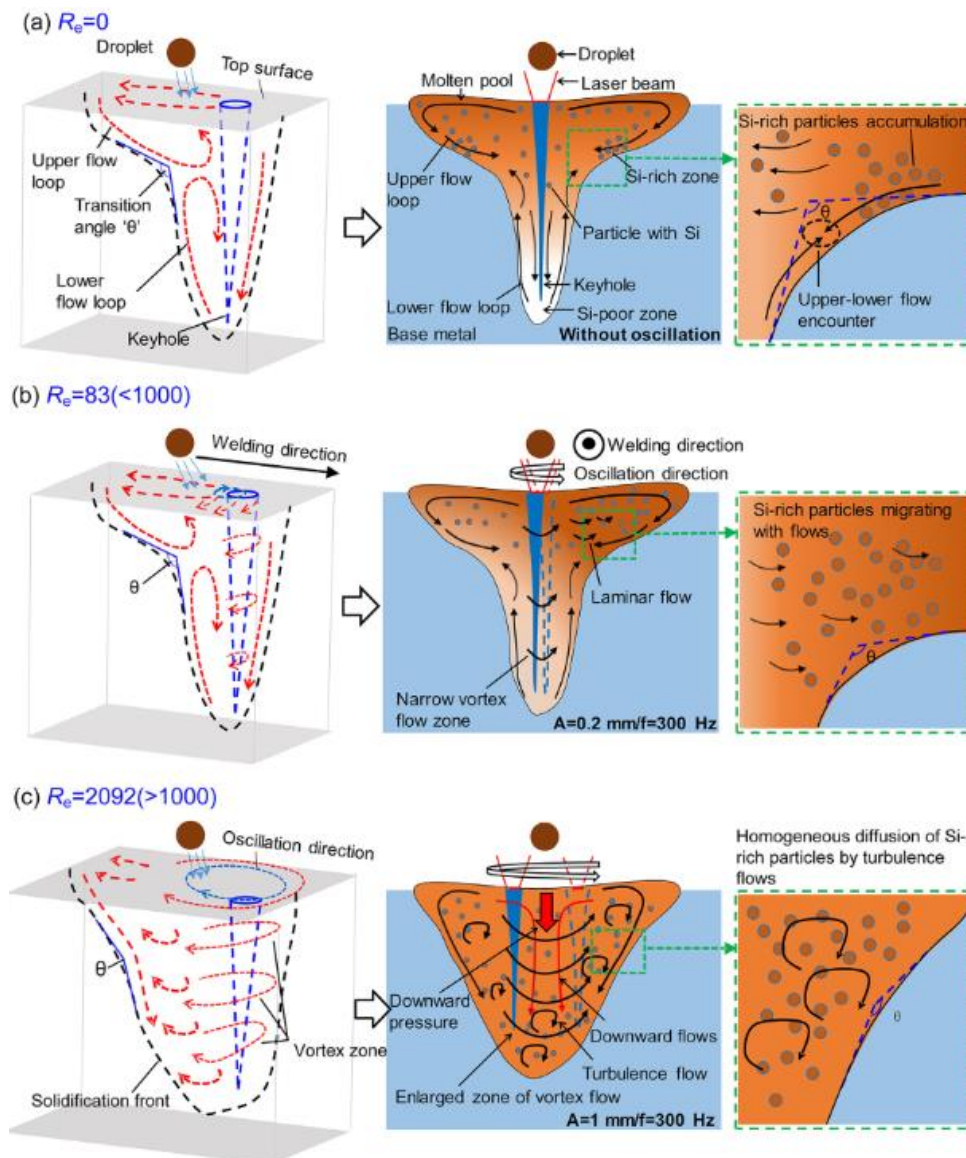 (a) Re=0
Droplet
Top surface
Upper flow
loop
Transition
angle 'θ'
Lower
flow loop
Keyhole
Droplet
Molten pool
Laser beam
Upper flow
loop
Si-rich zone
Particle with Si
Keyhole
Lower flow loop
Si-poor zone
Base metal
Without oscillation
Si-rich particles accumulation
θ
Upper-lower flow
encounter
(b) Re=83(<1000)
Welding direction
θ
Welding direction
Oscillation direction
Laminar flow
Narrow vortex
flow zone
A=0.2 mm/f=300 Hz
Si-rich particles migrating
with flows
θ
(c) Re=2092(>1000)
Oscillation direction
θ
Vortex zone
Solidification front
Downward
pressure
Downward flows
Turbulence flow
Enlarged zone of vortex flow
A=1 mm/f=300 Hz
Homogeneous diffusion of Si-
rich particles by turbulence
flows
θ